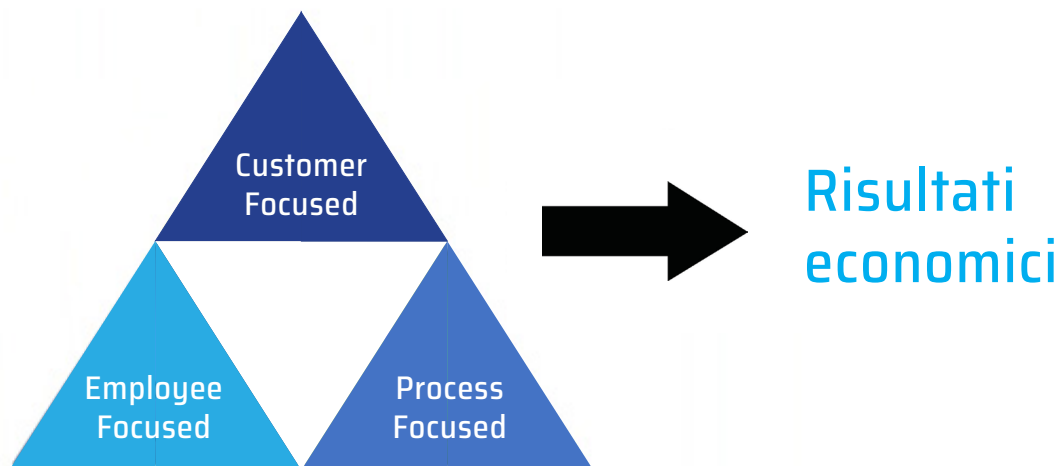 Customer
Focused
Risultati
economici
Employee
Focused
Process
Focused